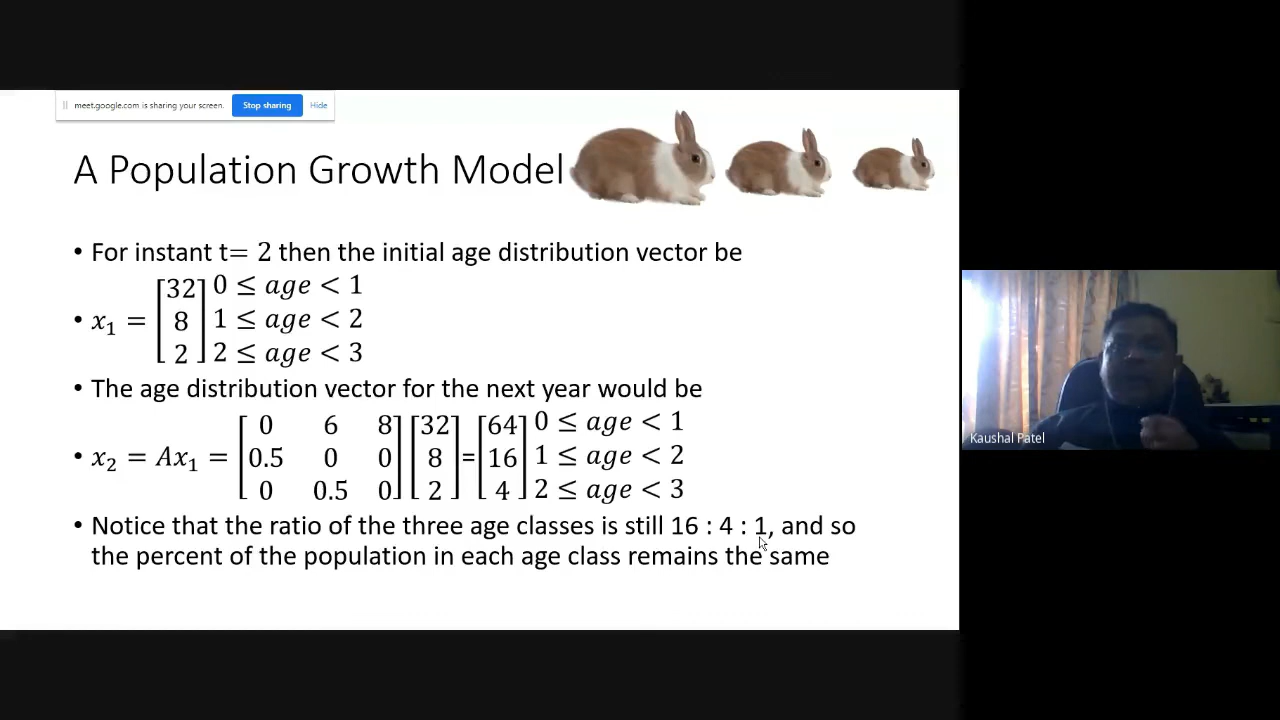 meet.google.com is sharing your screen. Stop sharing Hide
A Population Growth Model
• For instant t= 2 then the initial age distribution vector be
• x₁ = [32 8 2] 0 ≤ age < 1
1 ≤ age < 2
2 ≤ age < 3
• The age distribution vector for the next year would be
• x₂ = Ax₁ = [0 6 8; 0.5 0 0; 0 0.5 0] [32 8 2] = [64 16 4] 0 ≤ age < 1
1 ≤ age < 2
2 ≤ age < 3
• Notice that the ratio of the three age classes is still 16 : 4 : 1, and so
the percent of the population in each age class remains the same
Kaushal Patel